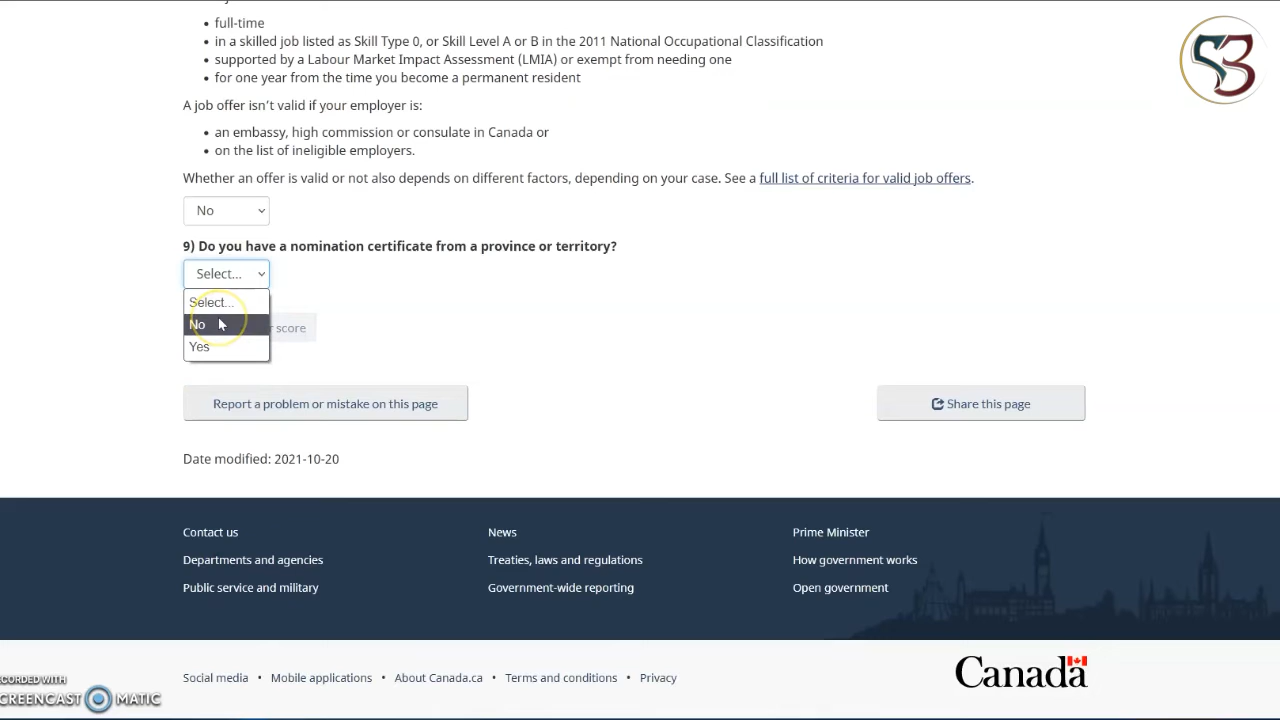 full-time
in a skilled job listed as Skill Type 0, or Skill Level A or B in the 2011 National Occupational Classification
supported by a Labour Market Impact Assessment (LMIA) or exempt from needing one
for one year from the time you become a permanent resident
A job offer isn't valid if your employer is:
an embassy, high commission or consulate in Canada or
on the list of ineligible employers.
Whether an offer is valid or not also depends on different factors, depending on your case. See a full list of criteria for valid job offers.
No
9) Do you have a nomination certificate from a province or territory?
Select...
Select...
No
score
Yes
Report a problem or mistake on this page
Share this page
Date modified: 2021-10-20
Contact us
News
Prime Minister
Departments and agencies
Treaties, laws and regulations
How government works
Public service and military
Government-wide reporting
Open government
Social media • Mobile applications • About Canada.ca • Terms and conditions • Privacy
Canada